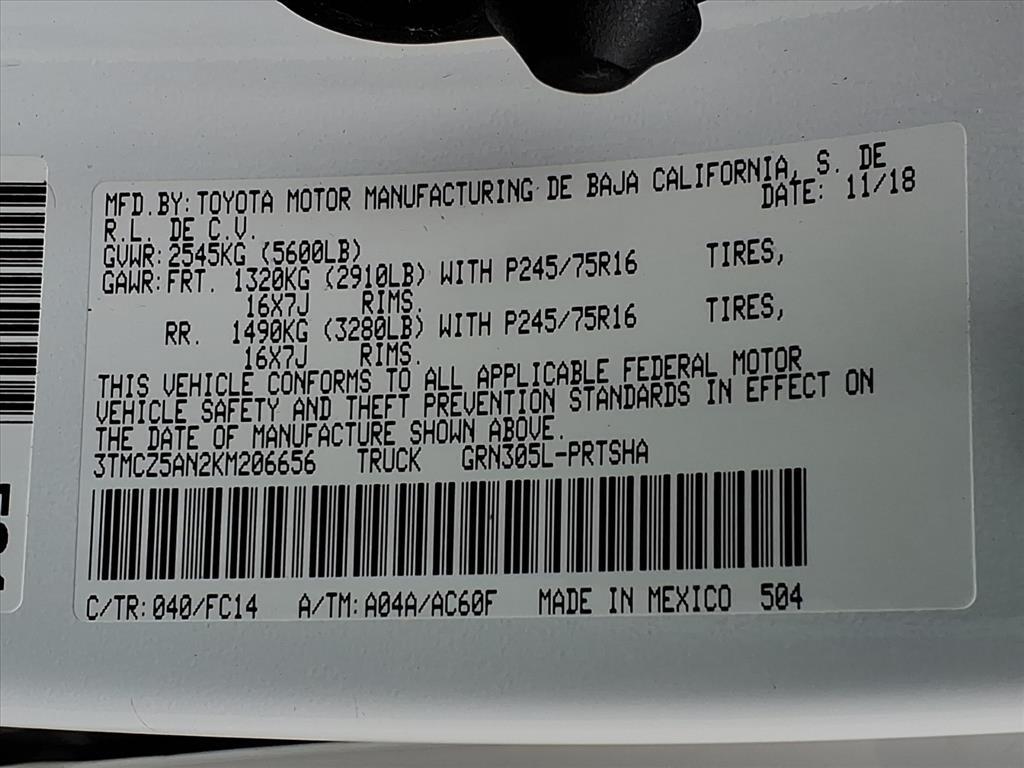 MFD.BY: TOYOTA MOTOR MANUFACTURING DE BAJA CALIFORNIA, S. DE
R.L. DE C.V. DATE: 11/18
GVWR: 2545KG (5600LB)
GAWR: FRT. 1320KG (2910LB) WITH P245/75R16 TIRES,
16X7J RIMS.
RR. 1490KG (3280LB) WITH P245/75R16 TIRES,
16X7J RIMS.
THIS VEHICLE CONFORMS TO ALL APPLICABLE FEDERAL MOTOR
VEHICLE SAFETY AND THEFT PREVENTION STANDARDS IN EFFECT ON
THE DATE OF MANUFACTURE SHOWN ABOVE.
3TMCZ5AN2KM206656 TRUCK GRN305L-PRTSHA
C/TR: 040/FC14 A/TM: A04A/AC60F MADE IN MEXICO 504